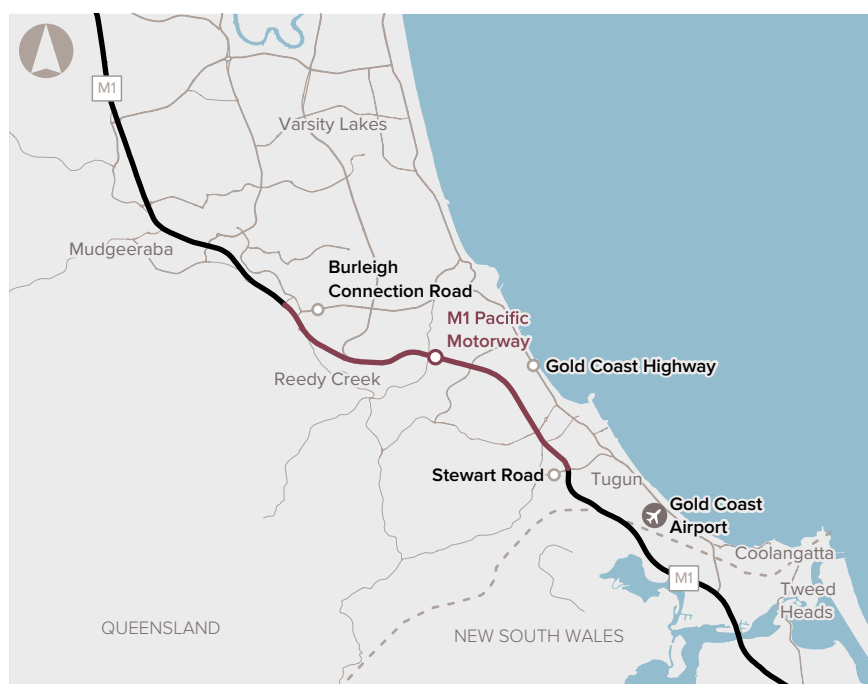 M1
Varsity Lakes
Mudgeeraba
Burleigh
Connection Road
M1 Pacific
Motorway
Gold Coast Highway
Reedy Creek
Stewart Road
Tugun
Gold Coast
Airport
Coolangatta
M1
Tweed
Heads
QUEENSLAND
NEW SOUTH WALES